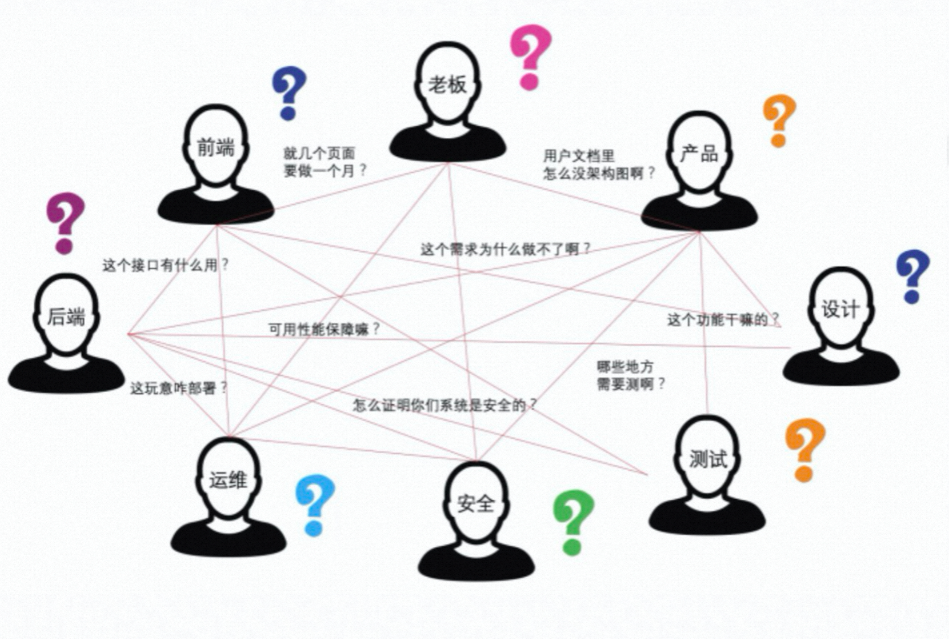 老板
前端
产品
就几个页面
要做一个月？
用户文档里
怎么没架构图啊？
这个需求为什么做不了啊？
这个接口有什么用？
后端
设计
可用性能保障嘛？
这个功能干嘛的？
哪些地方
需要测啊？
这玩意咋部署？
怎么证明你们系统是安全的？
运维
安全
测试